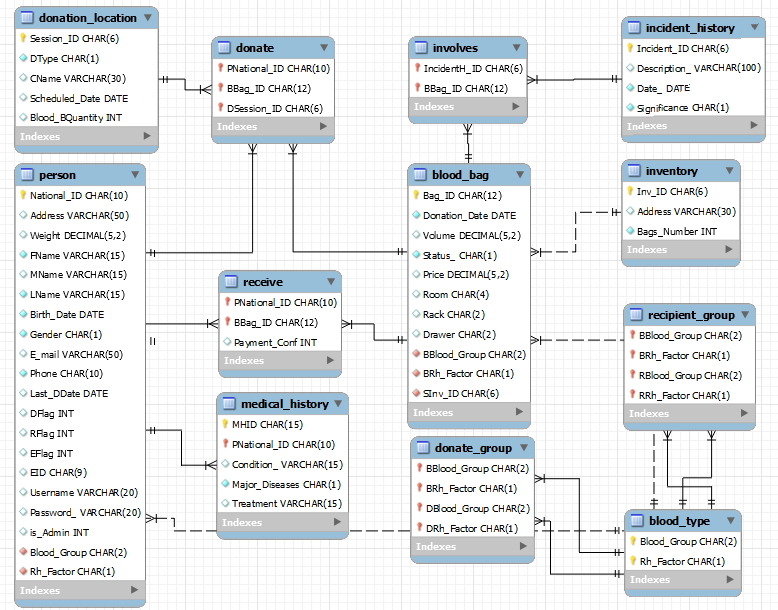 donation_location
Session_ID CHAR(6)
DType CHAR(1)
CName VARCHAR(30)
Scheduled_Date DATE
Blood_BQuantity INT
Indexes
donate
PNational_ID CHAR(10)
BBag_ID CHAR(12)
DSession_ID CHAR(6)
Indexes
involves
IncidentH_ID CHAR(6)
BBag_ID CHAR(12)
Indexes
incident_history
Incident_ID CHAR(6)
Description_ VARCHAR(100)
Date_ DATE
Significance CHAR(1)
Indexes
person
National_ID CHAR(10)
Address VARCHAR(50)
Weight DECIMAL(5,2)
FName VARCHAR(15)
MName VARCHAR(15)
LName VARCHAR(15)
Birth_Date DATE
Gender CHAR(1)
E_mail VARCHAR(50)
Phone CHAR(10)
Last_DDate DATE
DFlag INT
RFlag INT
EFlag INT
EID CHAR(9)
Username VARCHAR(20)
Password_ VARCHAR(20)
is_Admin INT
Blood_Group CHAR(2)
Rh_Factor CHAR(1)
Indexes
receive
PNational_ID CHAR(10)
BBag_ID CHAR(12)
Payment_Conf INT
Indexes
medical_history
MHID CHAR(15)
PNational_ID CHAR(10)
Condition_ VARCHAR(15)
Major_Diseases CHAR(1)
Treatment VARCHAR(15)
Indexes
blood_bag
Bag_ID CHAR(12)
Donation_Date DATE
Volume DECIMAL(5,2)
Status_ CHAR(1)
Price DECIMAL(5,2)
Room CHAR(4)
Rack CHAR(2)
Drawer CHAR(2)
BBlood_Group CHAR(2)
BRh_Factor CHAR(1)
SInv_ID CHAR(6)
Indexes
inventory
Inv_ID CHAR(6)
Address VARCHAR(30)
Bags_Number INT
Indexes
recipient_group
BBlood_Group CHAR(2)
BRh_Factor CHAR(1)
RBlood_Group CHAR(2)
RRh_Factor CHAR(1)
Indexes
donate_group
BBlood_Group CHAR(2)
BRh_Factor CHAR(1)
DBlood_Group CHAR(2)
DRh_Factor CHAR(1)
Indexes
blood_type
Blood_Group CHAR(2)
Rh_Factor CHAR(1)
Indexes